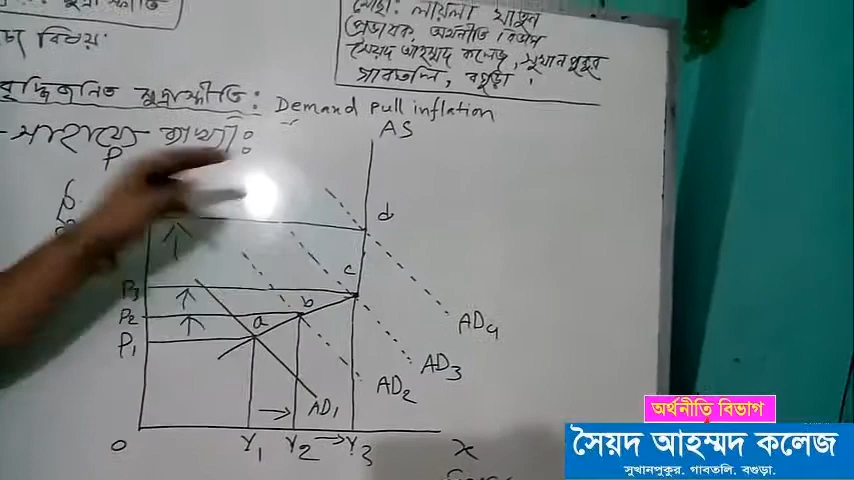 মোছা: লায়লা খাতুন
প্রভাষক, অর্থনীতি বিভাগ
সৈয়দ আহম্মদ কলেজ, সুখানপুকুর
গাবতলি, বগুড়া।
বিষয়:
বৃদ্ধিজনিত মুদ্রাস্ফীতি: Demand pull inflation
সাহায্যে ব্যাখ্যা:
P
AS
d
c
P3
b
P2
a
P1
AD4
AD3
AD2
AD1
O
Y1
Y2
Y3
X
অর্থনীতি বিভাগ
সৈয়দ আহম্মদ কলেজ
সুখানপুকুর, গাবতলি, বগুড়া.